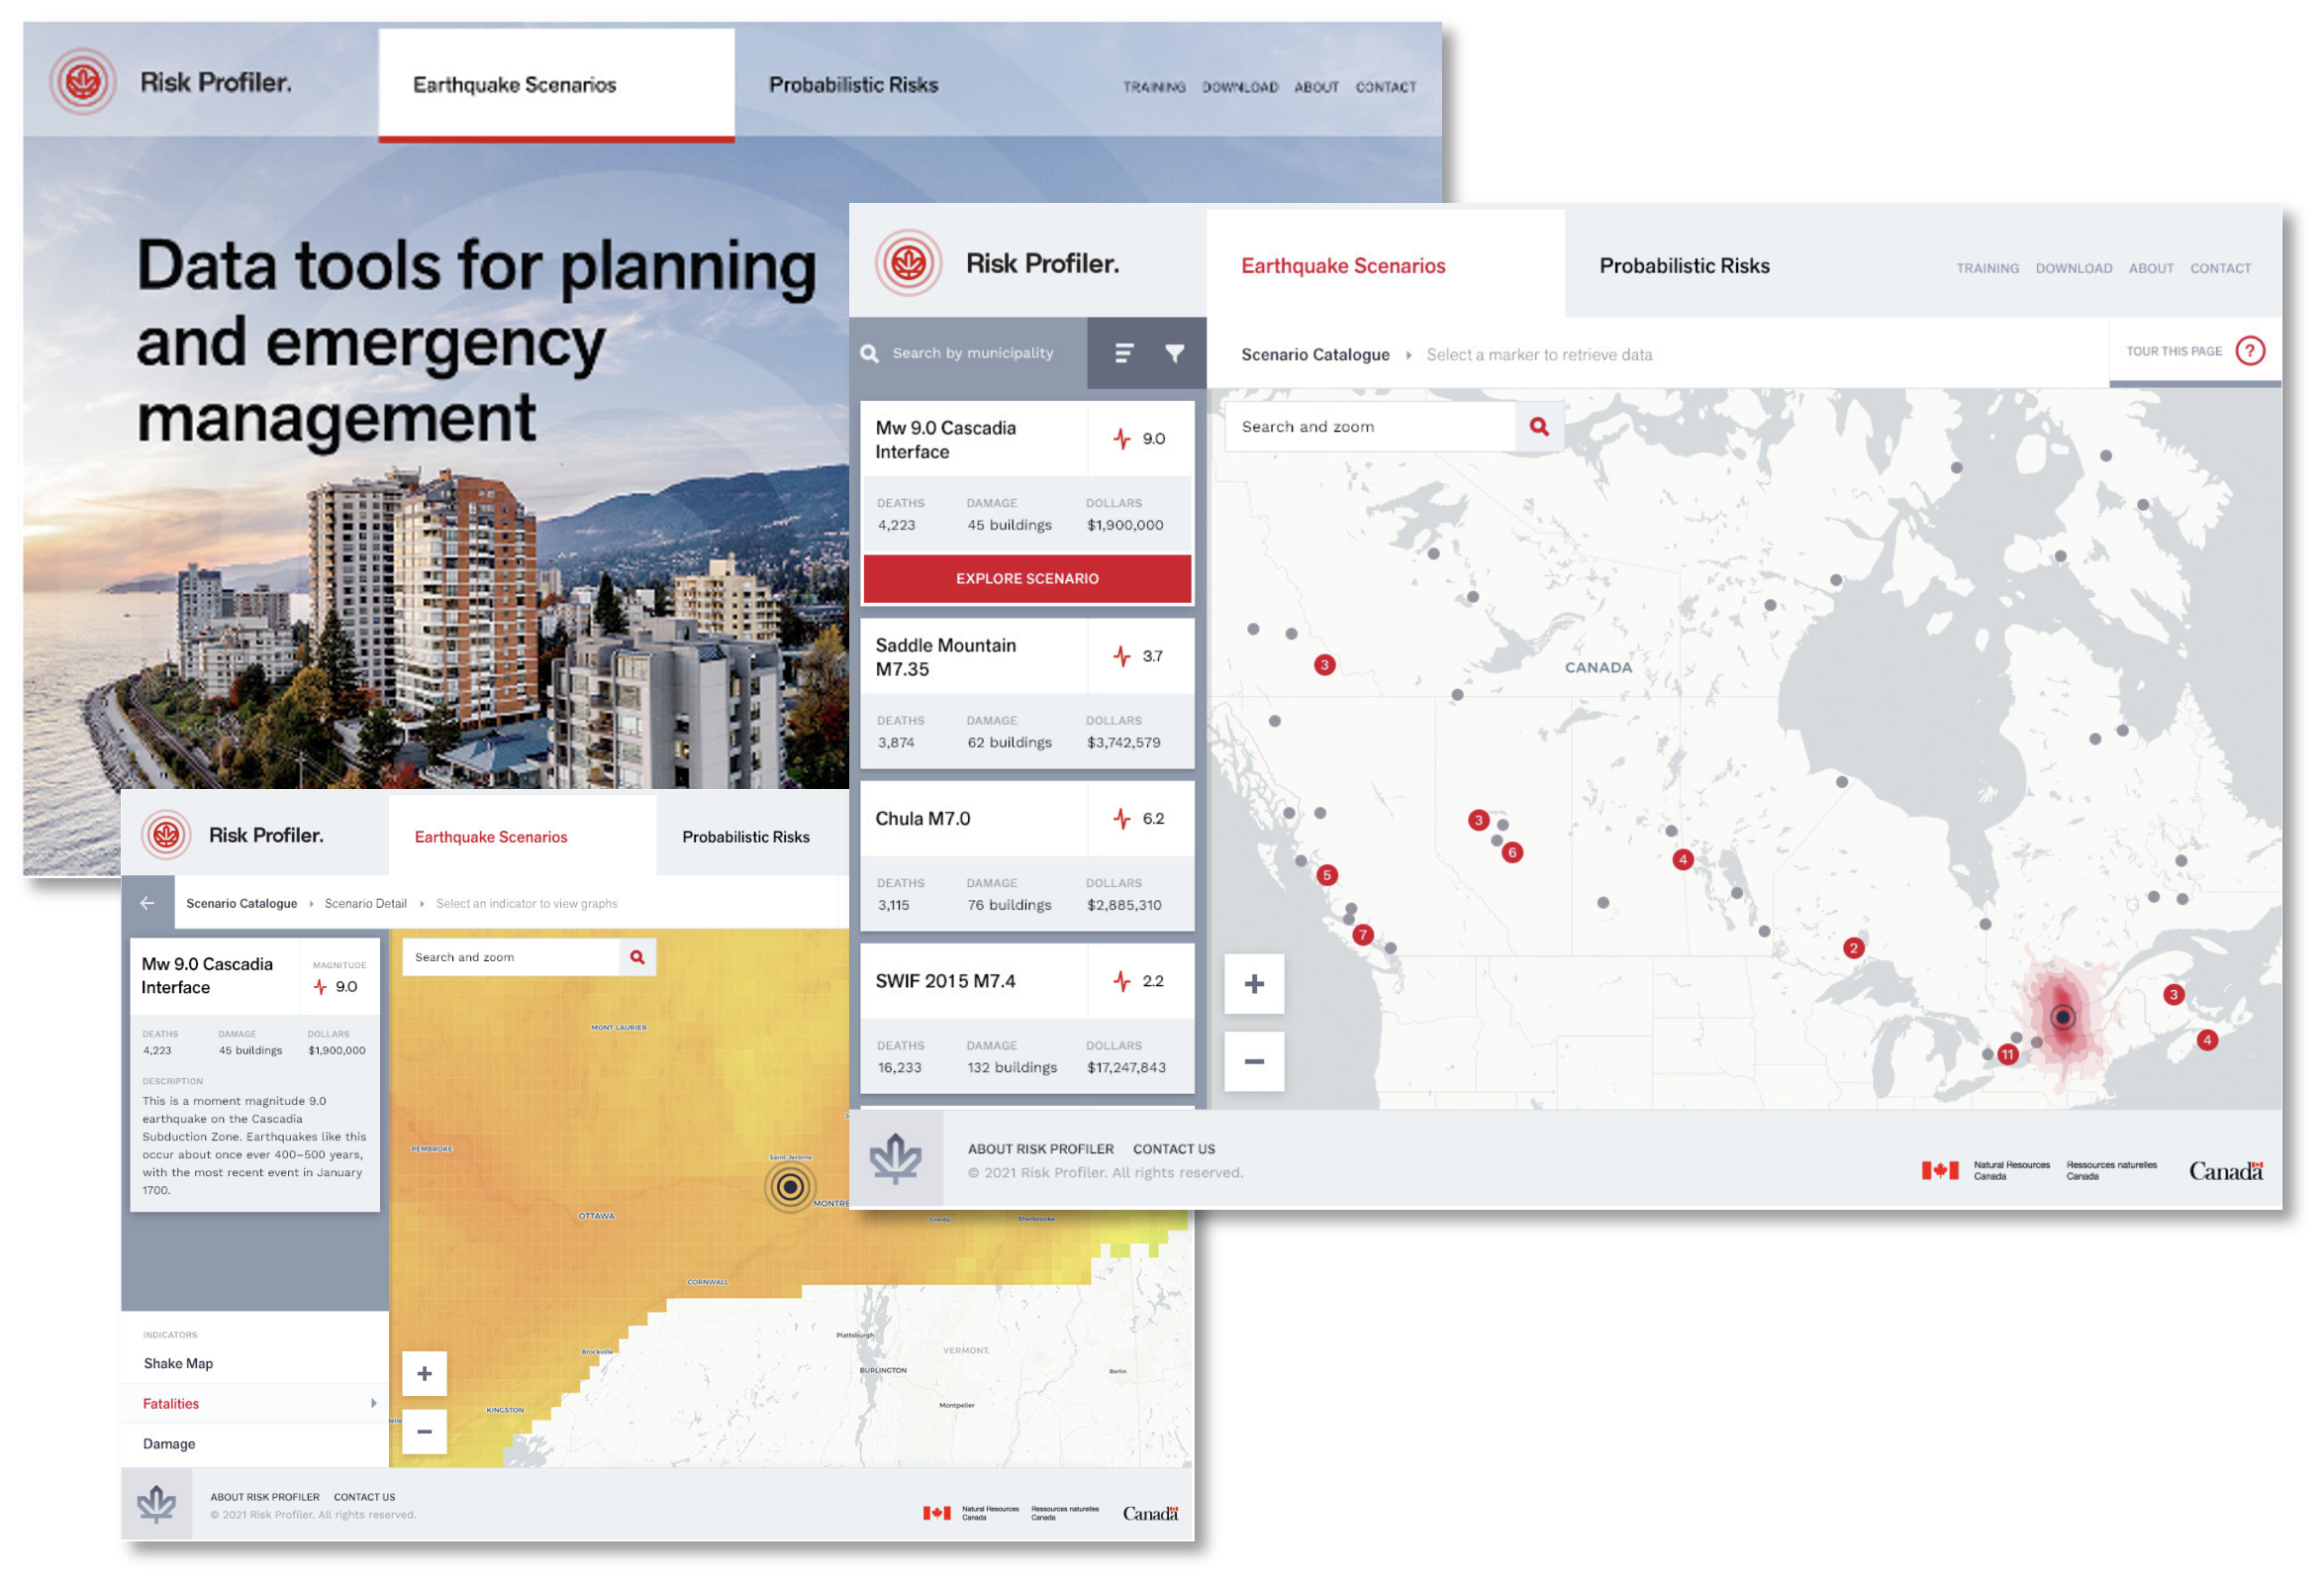 Risk Profiler.
Earthquake Scenarios
Probabilistic Risks
TRAINING DOWNLOAD ABOUT CONTACT
Data tools for planning
and emergency
management
Risk Profiler.
Earthquake Scenarios
Probabilistic Risks
TRAINING DOWNLOAD ABOUT CONTACT
Search by municipality
Scenario Catalogue Select a marker to retrieve data
TOUR THIS PAGE ?
Search and zoom
Mw 9.0 Cascadia
Interface
9.0
DEATHS DAMAGE DOLLARS
4,223 45 buildings $1,900,000
EXPLORE SCENARIO
Saddle Mountain
M7.35
3.7
DEATHS DAMAGE DOLLARS
3,874 62 buildings $3,742,579
Chula M7.0
6.2
DEATHS DAMAGE DOLLARS
3,115 76 buildings $2,885,310
SWIF 2015 M7.4
2.2
DEATHS DAMAGE DOLLARS
16,233 132 buildings $17,247,843
CANADA
3
3
6
4
5
7
2
3
4
11
+
−
ABOUT RISK PROFILER CONTACT US
© 2021 Risk Profiler. All rights reserved.
Natural Resources
Canada
Ressources naturelles
Canada
Canada
Risk Profiler.
Earthquake Scenarios
Probabilistic Risks
Scenario Catalogue Scenario Detail Select an indicator to view graphs
Mw 9.0 Cascadia
Interface
MAGNITUDE
9.0
DEATHS DAMAGE DOLLARS
4,223 45 buildings $1,900,000
DESCRIPTION
This is a moment magnitude 9.0
earthquake on the Cascadia
Subduction Zone. Earthquakes like this
occur about once ever 400–500 years,
with the most recent event in January
1700.
INDICATORS
Shake Map
Fatalities
Damage
Search and zoom
MONT LAURIER
PEMBROKE
Saint-Jérôme
MONTRE
OTTAWA
Granby
Sherbrooke
CORNWALL
Plattsburgh
Brockville
VERMONT.
BURLINGTON
Berlin
KINGSTON
Montpelier
+
−
ABOUT RISK PROFILER CONTACT US
© 2021 Risk Profiler. All rights reserved.
Natural Resources
Canada
Ressources naturelles
Canada
Canada